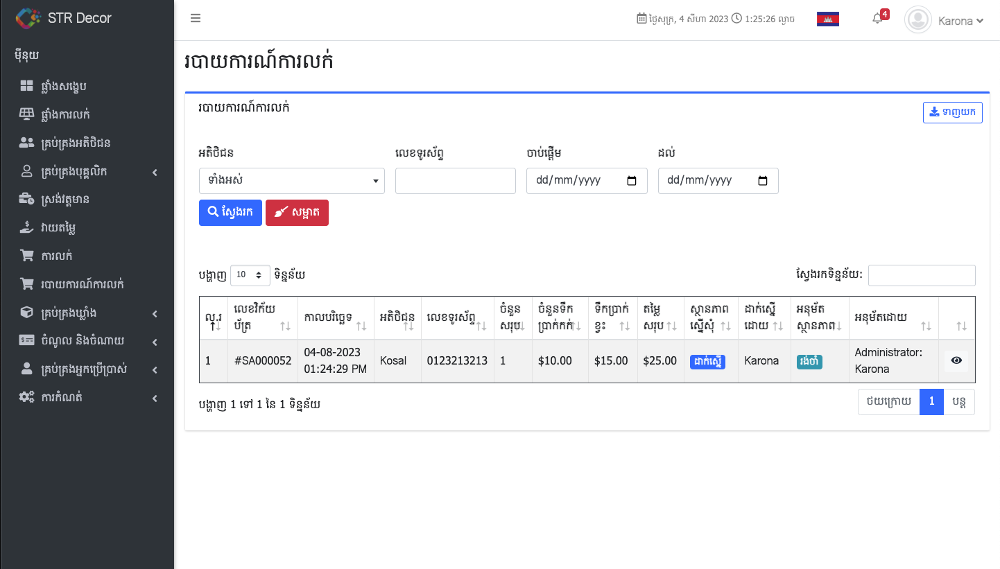 STR Decor
ថ្ងៃសុក្រ, 4 សីហា 2023 1:25:26 ល្ងាច
4
Karona
ម៉ីនុយ
ផ្ទាំងសង្ខេប
ផ្ទាំងការលក់
គ្រប់គ្រងអតិថិជន
គ្រប់គ្រងបុគ្គលិក
ស្រង់វត្តមាន
វាយតម្លៃ
ការលក់
របាយការណ៍ការលក់
គ្រប់គ្រងឃ្លាំង
ចំណូល និងចំណាយ
គ្រប់គ្រងអ្នកប្រើប្រាស់
ការកំណត់
របាយការណ៍ការលក់
របាយការណ៍ការលក់
ទាញយក
អតិថិជន លេខទូរស័ព្ទ ចាប់ផ្ដើម ដល់
ទាំងអស់ dd/mm/yyyy dd/mm/yyyy
ស្វែងរក សម្អាត
បង្ហាញ 10 ទិន្នន័យ ស្វែងរកទិន្នន័យ:
ល.រ លេខវិក័យប័ត្រ កាលបរិច្ឆេទ អតិថិជន លេខទូរស័ព្ទ ចំនួនសរុប ចំនួនទឹកប្រាក់កក់ ទឹកប្រាក់ខ្វះ តម្លៃសរុប ស្ថានភាពស្នើសុំ ដាក់ស្នើដោយ អនុម័តស្ថានភាព អនុម័តដោយ
1 #SA000052 04-08-2023 01:24:29 PM Kosal 0123213213 1 $10.00 $15.00 $25.00 ដាក់ស្នើ Karona រង់ចាំ Administrator: Karona
បង្ហាញ 1 ទៅ 1 នៃ 1 ទិន្នន័យ
ថយក្រោយ 1 បន្ត